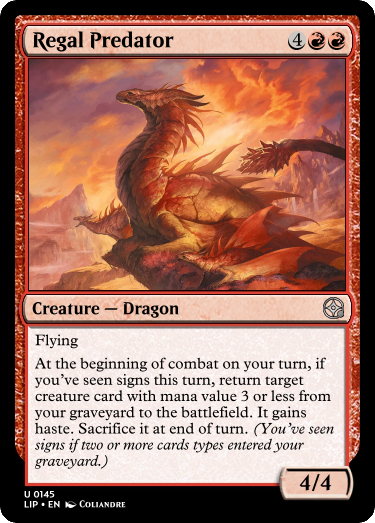 Regal Predator 4
Creature — Dragon
Flying
At the beginning of combat on your turn, if
you've seen signs this turn, return target
creature card with mana value 3 or less from
your graveyard to the battlefield. It gains
haste. Sacrifice it at end of turn. (You've seen
signs if two or more cards types entered your
graveyard.)
4/4
U 0145
LIP • EN Coliandre